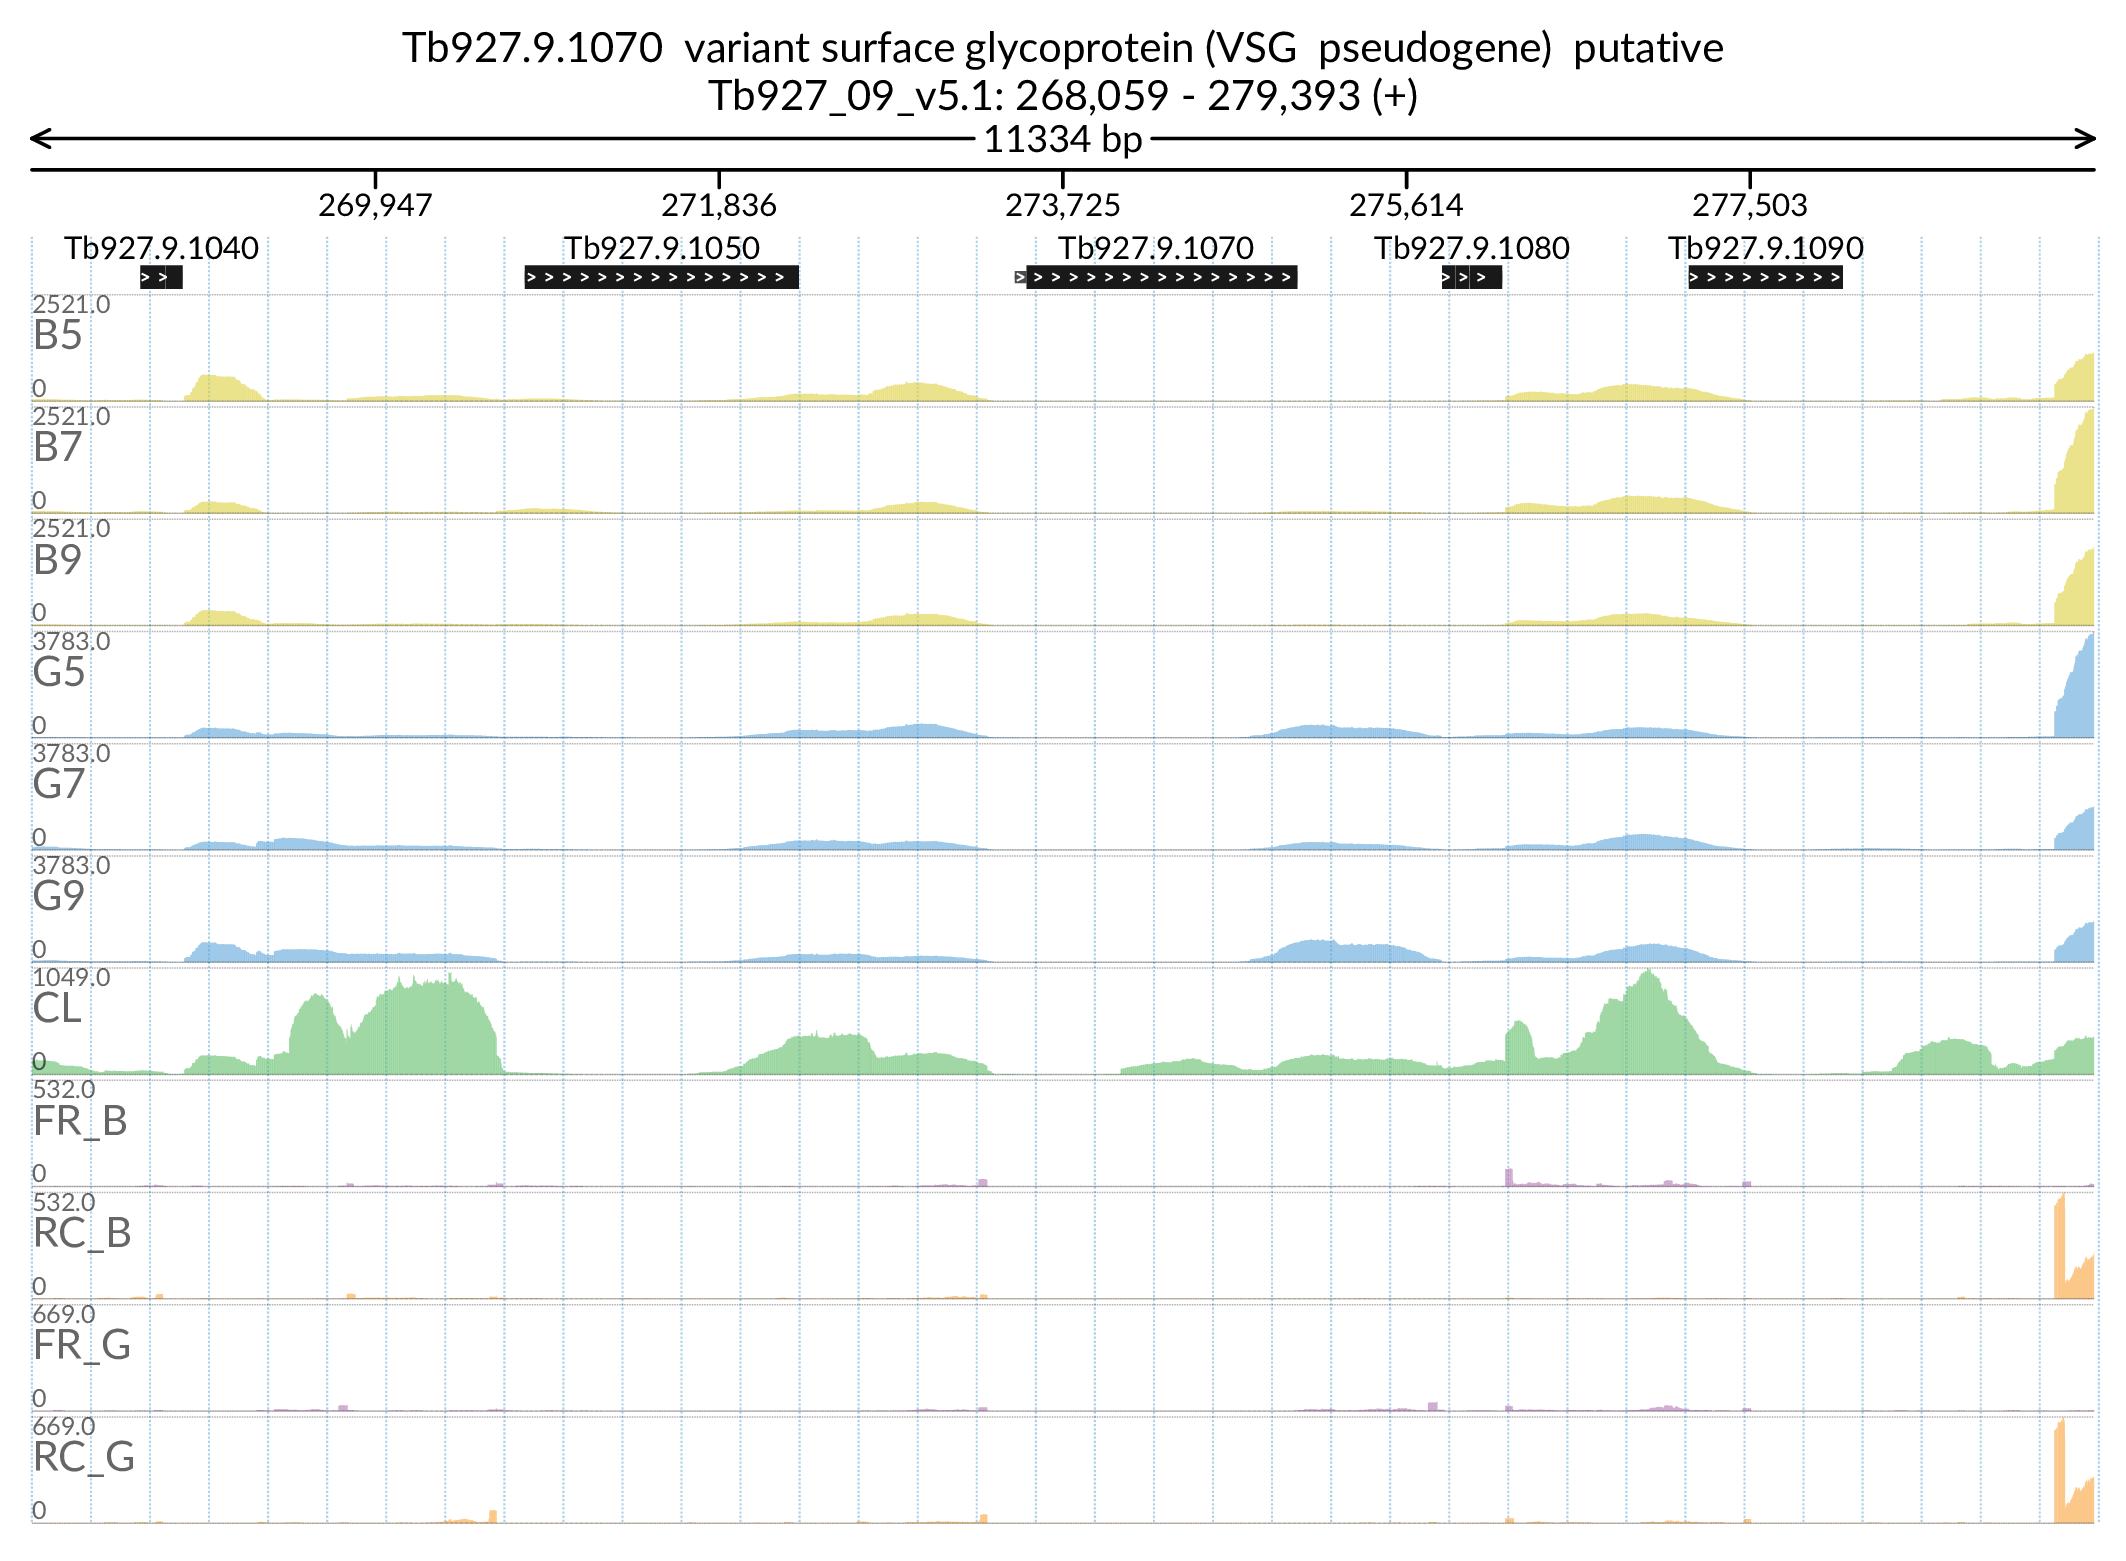 Tb927.9.1070 variant surface glycoprotein (VSG pseudogene) putative
Tb927_09_v5.1: 268,059 - 279,393 (+)
11334 bp
269,947 271,836 273,725 275,614 277,503
Tb927.9.1040 Tb927.9.1050 Tb927.9.1070 Tb927.9.1080 Tb927.9.1090
2521.0
B5
0
2521.0
B7
0
2521.0
B9
0
3783.0
G5
0
3783.0
G7
0
3783.0
G9
0
1049.0
CL
0
532.0
FR_B
0
532.0
RC_B
0
669.0
FR_G
0
669.0
RC_G
0